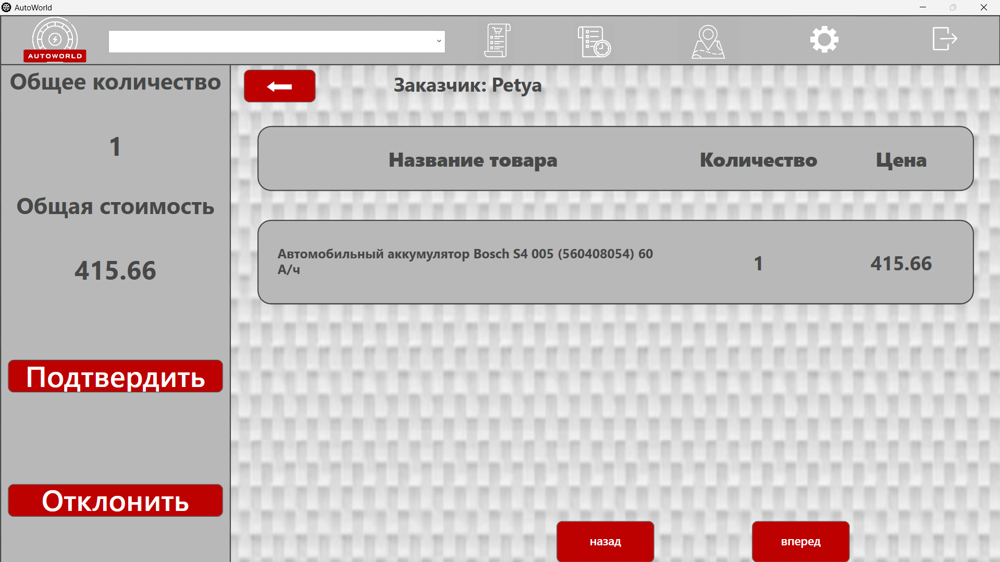 AutoWorld
AUTOWORLD
Общее количество
1
Общая стоимость
415.66
Подтвердить
Отклонить
Заказчик: Petya
Название товара Количество Цена
Автомобильный аккумулятор Bosch S4 005 (560408054) 60
А/ч
1 415.66
назад вперед